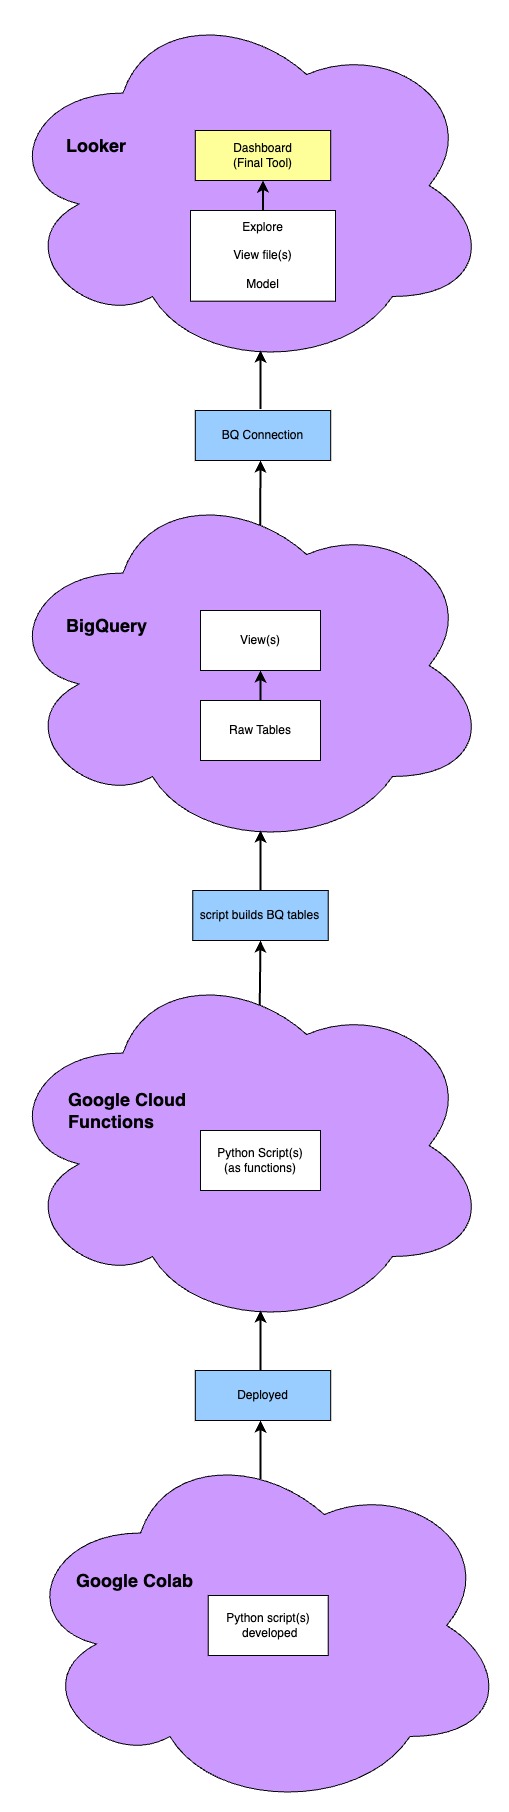 Looker
Dashboard
(Final Tool)
Explore
View file(s)
Model
BQ Connection
BigQuery
View(s)
Raw Tables
script builds BQ tables
Google Cloud
Functions
Python Script(s)
(as functions)
Deployed
Google Colab
Python script(s)
developed